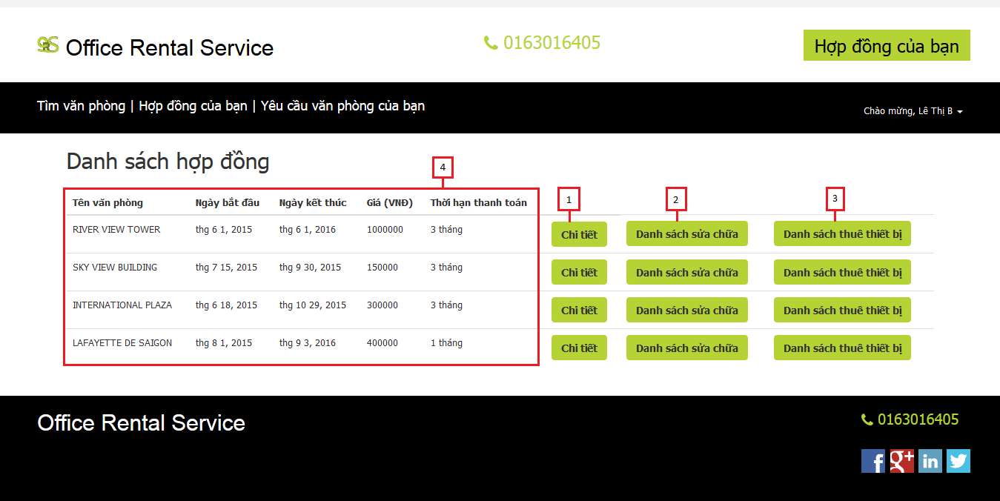 Office Rental Service
0163016405
Hợp đồng của bạn
Tìm văn phòng | Hợp đồng của bạn | Yêu cầu văn phòng của bạn
Chào mừng, Lê Thị B
Danh sách hợp đồng
4
1
2
3
Tên văn phòng Ngày bắt đầu Ngày kết thúc Giá (VNĐ) Thời hạn thanh toán
RIVER VIEW TOWER thg 6 1, 2015 thg 6 1, 2016 1000000 3 tháng Chi tiết Danh sách sửa chữa Danh sách thuê thiết bị
SKY VIEW BUILDING thg 7 15, 2015 thg 9 30, 2015 150000 3 tháng Chi tiết Danh sách sửa chữa Danh sách thuê thiết bị
INTERNATIONAL PLAZA thg 6 18, 2015 thg 10 29, 2015 300000 3 tháng Chi tiết Danh sách sửa chữa Danh sách thuê thiết bị
LAFAYETTE DE SAIGON thg 8 1, 2015 thg 9 3, 2016 400000 1 tháng Chi tiết Danh sách sửa chữa Danh sách thuê thiết bị
Office Rental Service
0163016405
f g+ in